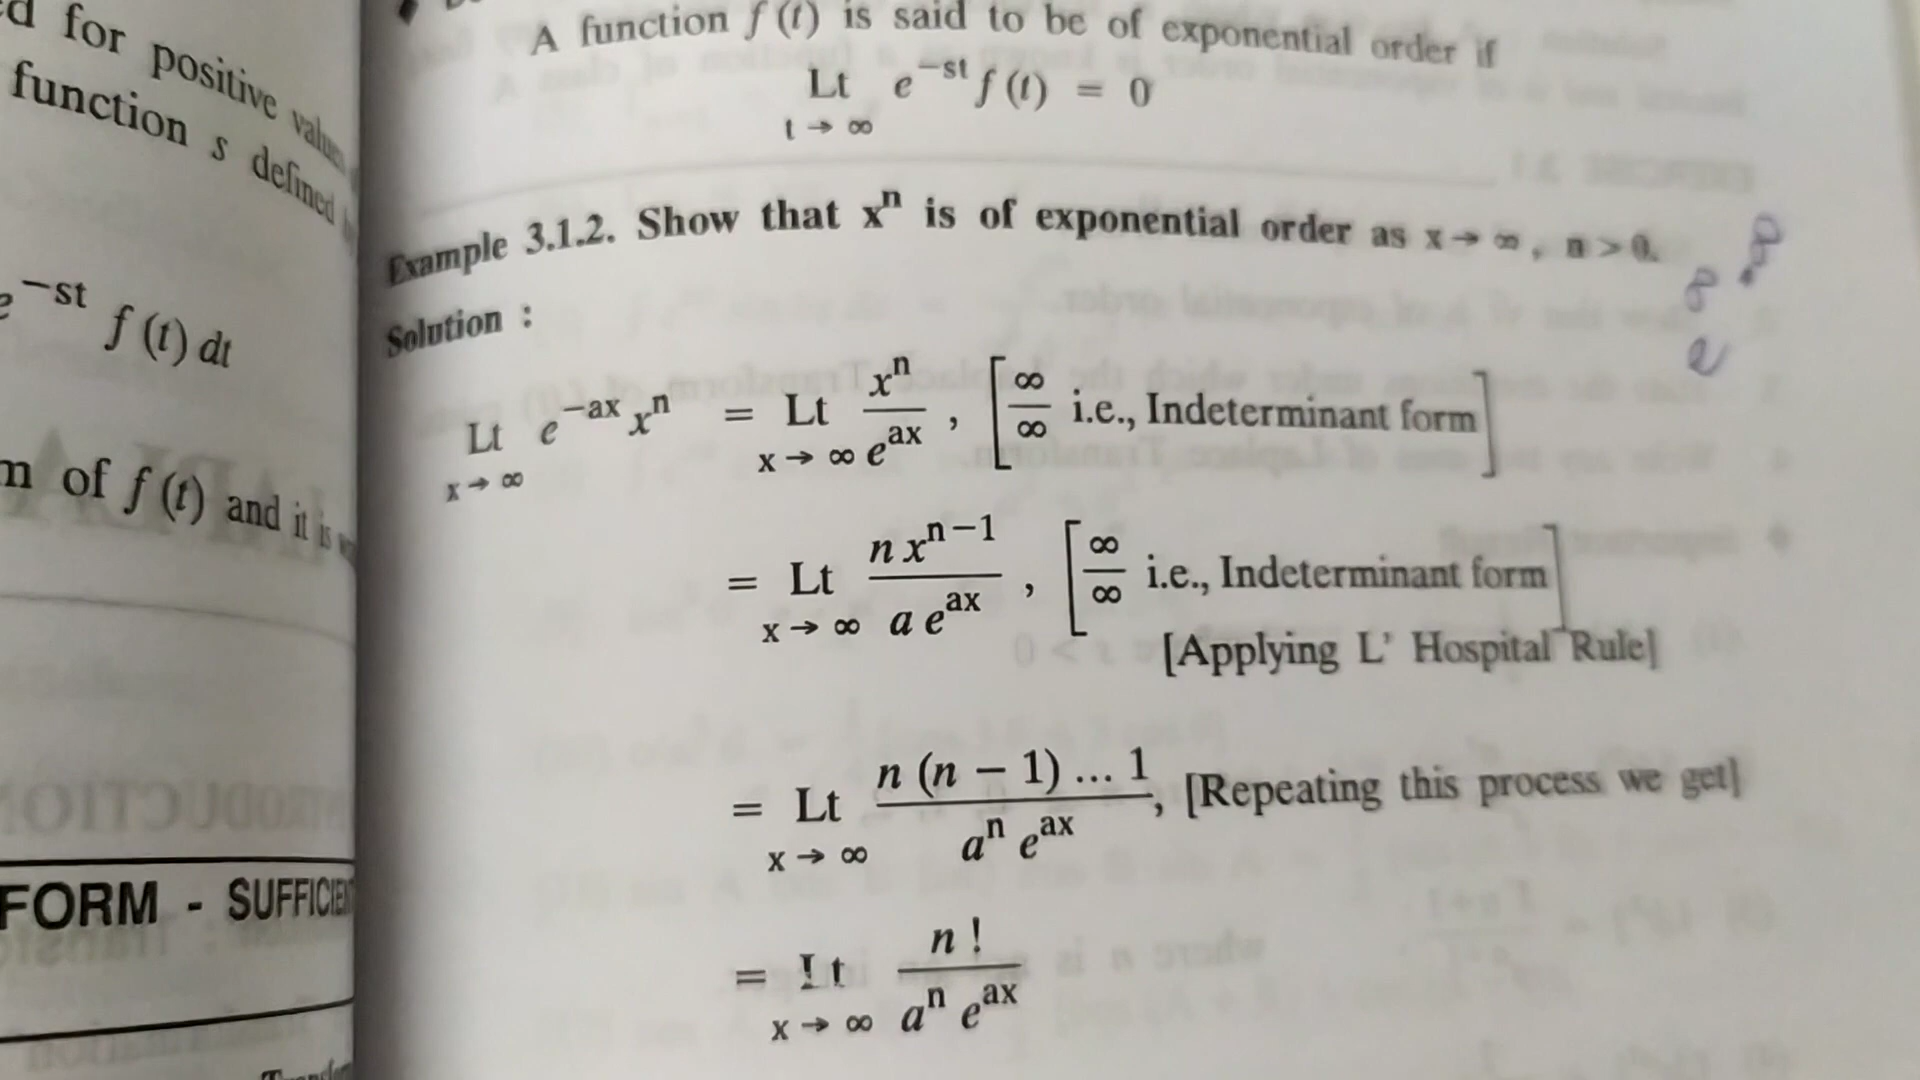 d for positive values
function s defined
e^{-st} f (t) dt
m of f (t) and it is
FORM - SUFFICIENT
A function f (t) is said to be of exponential order if
Lt e^{-st} f (t) = 0
t → ∞
Example 3.1.2. Show that x^n is of exponential order as x → ∞, n > 0.
Solution :
Lt e^{-ax} x^n = Lt x^n / e^{ax} , [∞/∞ i.e., Indeterminant form]
x → ∞ x → ∞
= Lt n x^{n-1} / a e^{ax} , [∞/∞ i.e., Indeterminant form]
x → ∞
[Applying L' Hospital Rule]
= Lt n (n − 1) ... 1 / a^n e^{ax} , [Repeating this process we get]
x → ∞
= Lt n ! / a^n e^{ax}
x → ∞